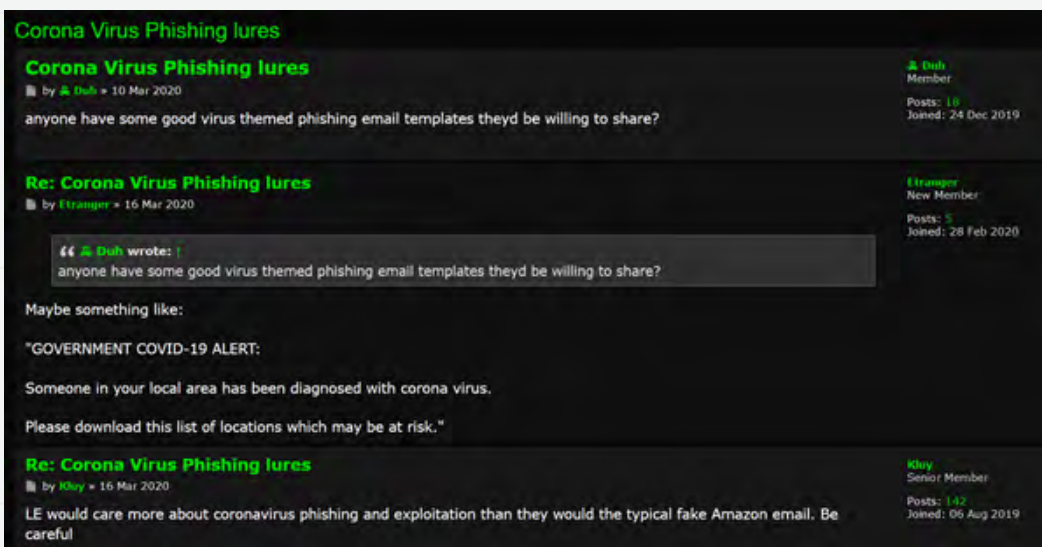 Corona Virus Phishing lures
Corona Virus Phishing lures
by Duh » 10 Mar 2020
anyone have some good virus themed phishing email templates theyd be willing to share?
Duh
Member
Posts: 18
Joined: 24 Dec 2019
Re: Corona Virus Phishing lures
by Etranger » 16 Mar 2020
Etranger
New Member
Posts: 5
Joined: 28 Feb 2020
Duh wrote: ↑
anyone have some good virus themed phishing email templates theyd be willing to share?
Maybe something like:
"GOVERNMENT COVID-19 ALERT:
Someone in your local area has been diagnosed with corona virus.
Please download this list of locations which may be at risk."
Re: Corona Virus Phishing lures
by Kluy » 16 Mar 2020
LE would care more about coronavirus phishing and exploitation than they would the typical fake Amazon email. Be
careful
Kluy
Senior Member
Posts: 142
Joined: 06 Aug 2019